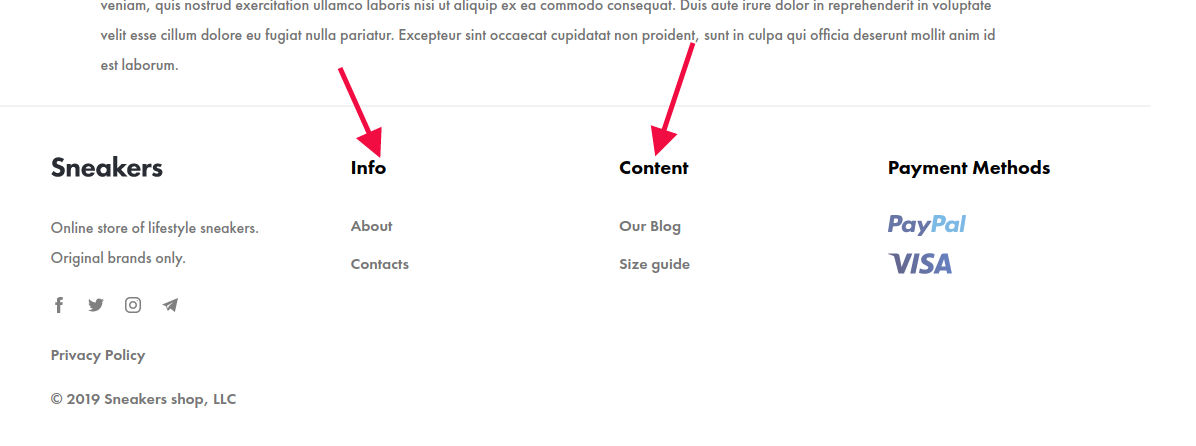 veniam, quis nostrud exercitation ullamco laboris nisi ut aliquip ex ea commodo consequat. Duis aute irure dolor in reprehenderit in voluptate
velit esse cillum dolore eu fugiat nulla pariatur. Excepteur sint occaecat cupidatat non proident, sunt in culpa qui officia deserunt mollit anim id
est laborum.
Sneakers
Online store of lifestyle sneakers.
Original brands only.
Privacy Policy
© 2019 Sneakers shop, LLC
Info
About
Contacts
Content
Our Blog
Size guide
Payment Methods
PayPal
VISA